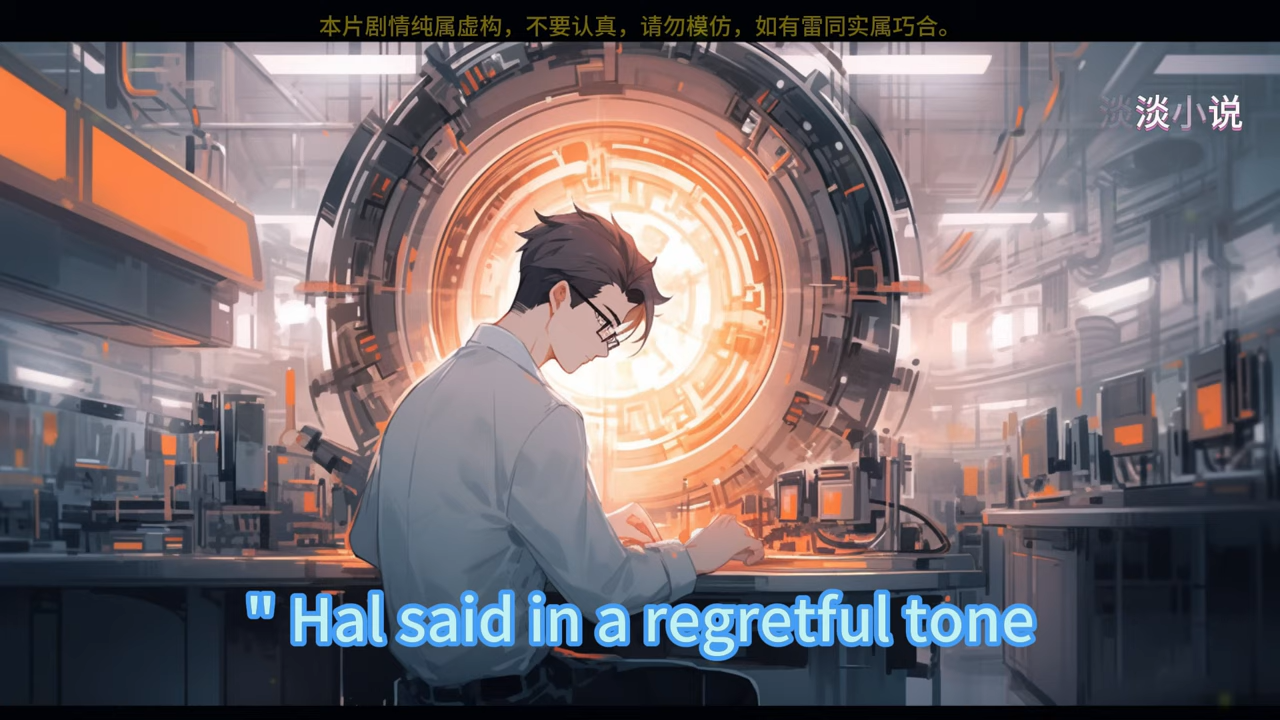 本片剧情纯属虚构，不要认真，请勿模仿，如有雷同实属巧合。
淡淡小说
" Hal said in a regretful tone